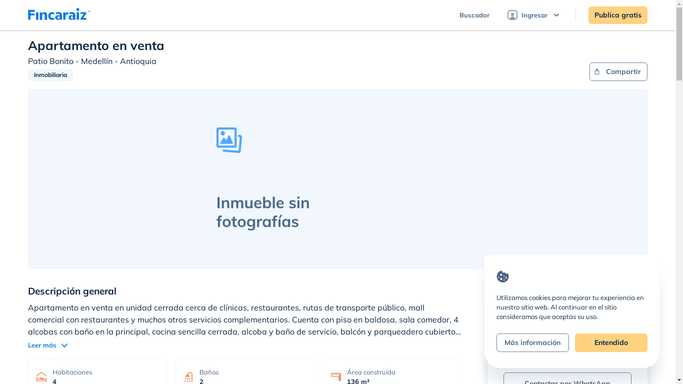 Fincaraiz
Buscador
Ingresar
Publica gratis
Apartamento en venta
Patio Bonito - Medellín - Antioquia
Inmobiliaria
Compartir
Inmueble sin
fotografías
Descripción general
Apartamento en venta en unidad cerrada cerca de clínicas, restaurantes, rutas de transporte público, mall
comercial con restaurantes y muchos otros servicios complementarios. Cuenta con piso en baldosa, sala comedor, 4
alcobas con baño en la principal, cocina sencilla cerrada, alcoba y baño de servicio, balcón y parqueadero cubierto...
Leer más
Habitaciones
4
Baños
2
Área construida
136 m²
Utilizamos cookies para mejorar tu experiencia en
nuestro sitio web. Al continuar en el sitio
consideramos que aceptas su uso.
Más información
Entendido
Contactar por WhatsApp